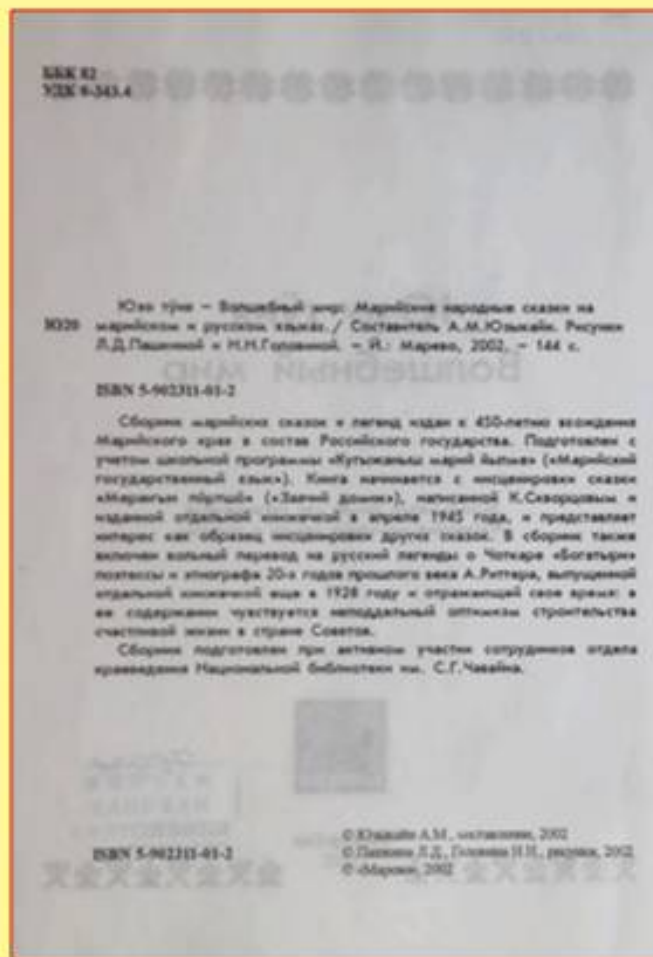 ББК 82
УДК 8-343.4
Юзо тӱня – Волшебный мир: Марийские народные сказки на
Ю20 марийском и русском языках. / Составитель А.М.Юзыкайн. Рисунки
Л.Д.Пашениной и Н.Н.Головиной. – Й.: Марево, 2002. – 144 с.
ISBN 5-902311-01-2
Сборник марийских сказок и легенд издан к 450-летию вхождения
Марийского края в состав Российского государства. Подготовлен с
учетом школьной программы «Кугыжаныш марий йылме» («Марийский
государственный язык»). Книга начинается с инсценировки сказки
«Мераҥын пӧртшӧ» («Заячий домик»), написанной К.Скворцовым и
изданной отдельной книжечкой в апреле 1945 года, и представляет
интерес как образец инсценировки других сказок. В сборник также
включен вольный перевод на русский легенды о Чоткаре «Богатырь»
поэтессы и этнографа 20-х годов прошлого века А.Риттера, выпущенной
отдельной книжечкой еще в 1928 году и отражающей свое время: в
ее содержании чувствуется неподдельный оптимизм строительства
счастливой жизни в стране Советов.
Сборник подготовлен при активном участии сотрудников отдела
краеведения Национальной библиотеки им. С.Г.Чавайна.
© Юзыкайн А.М., составление, 2002
ISBN 5-902311-01-2 © Пашенина Л.Д., Головина Н.Н., рисунки, 2002
© «Марево», 2002